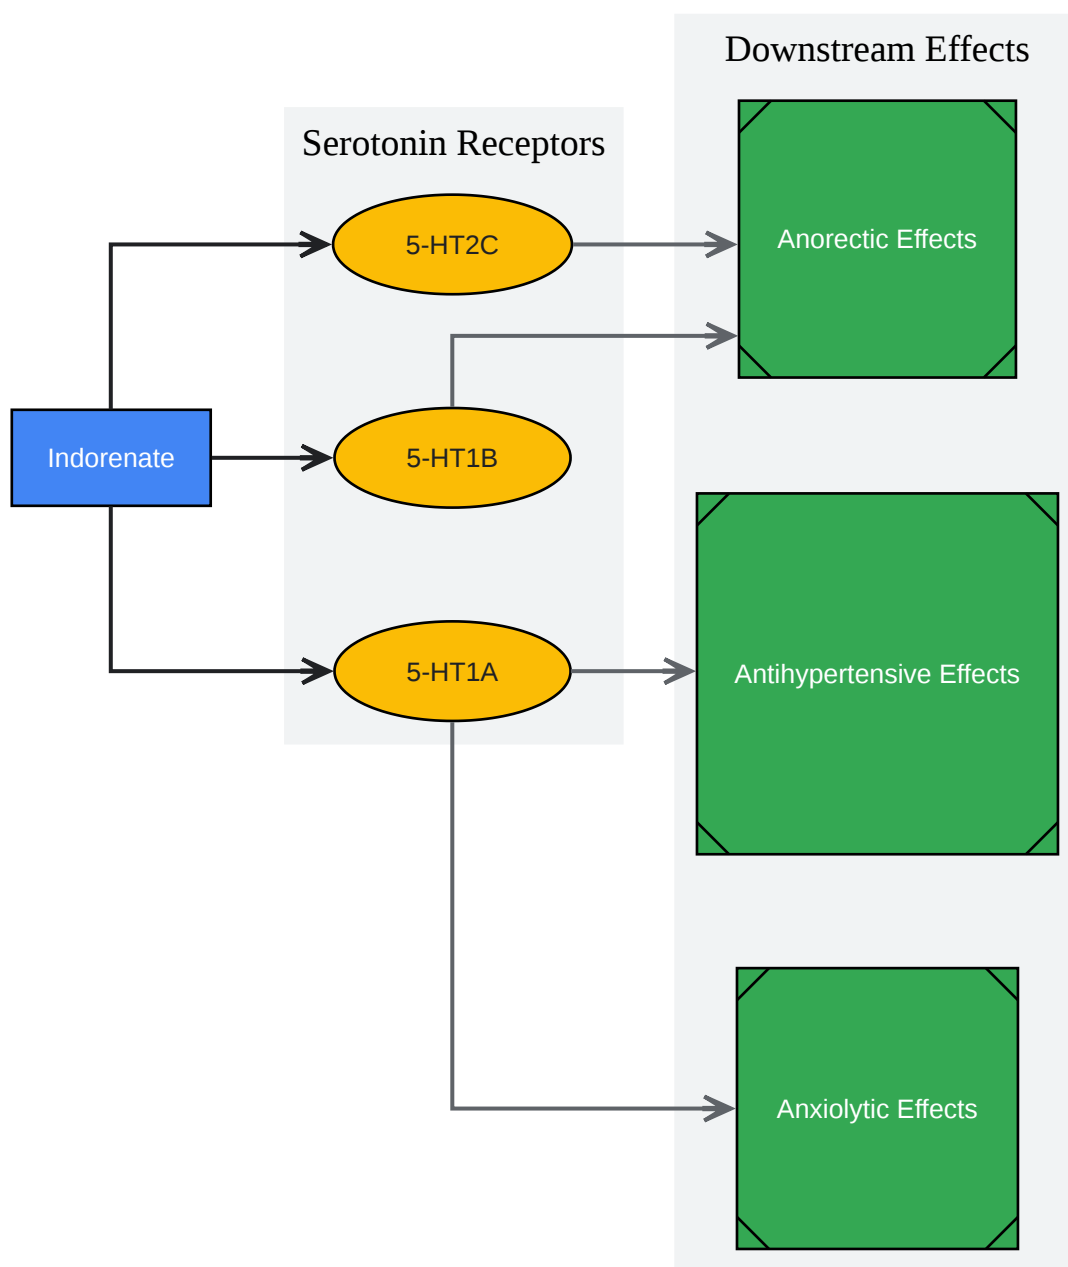 Downstream Effects
Serotonin Receptors
5-HT2C
Anorectic Effects
Indorenate
5-HT1B
5-HT1A
Antihypertensive Effects
Anxiolytic Effects